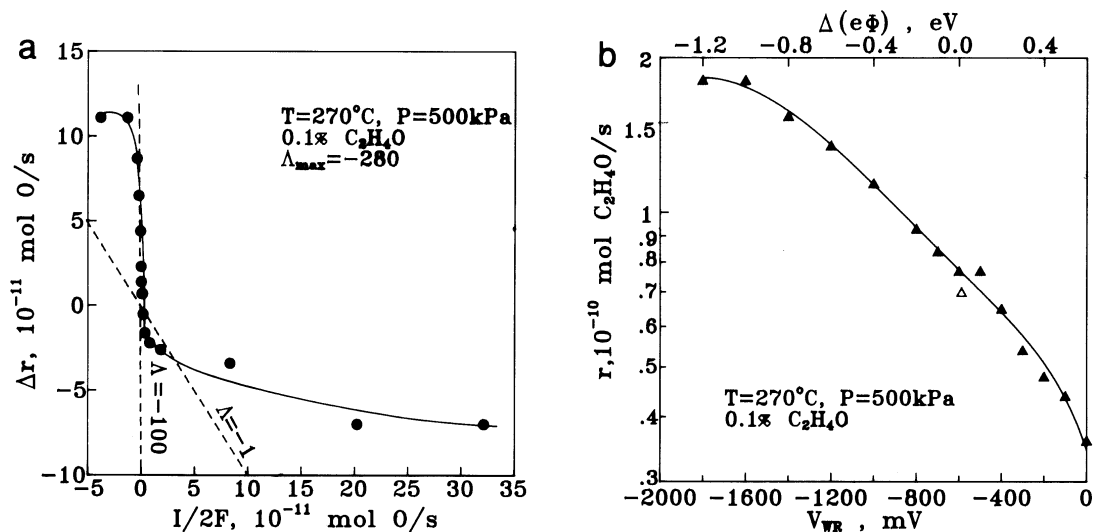 a
15
10
5
0
−5
−10
Δr, 10⁻¹¹ mol O/s
T=270°C, P=500kPa
0.1% C₂H₄O
Λmax=−280
Λ=−100
Λ=−1
−5 0 5 10 15 20 25 30 35
I/2F, 10⁻¹¹ mol O/s
b
Δ(eΦ) , eV
−1.2 −0.8 −0.4 0.0 0.4
2
1.5
1
.9
.8
.7
.6
.5
.4
.3
r,10⁻¹⁰ mol C₂H₄O/s
T=270°C, P=500kPa
0.1% C₂H₄O
−2000 −1600 −1200 −800 −400 0
V_WR , mV